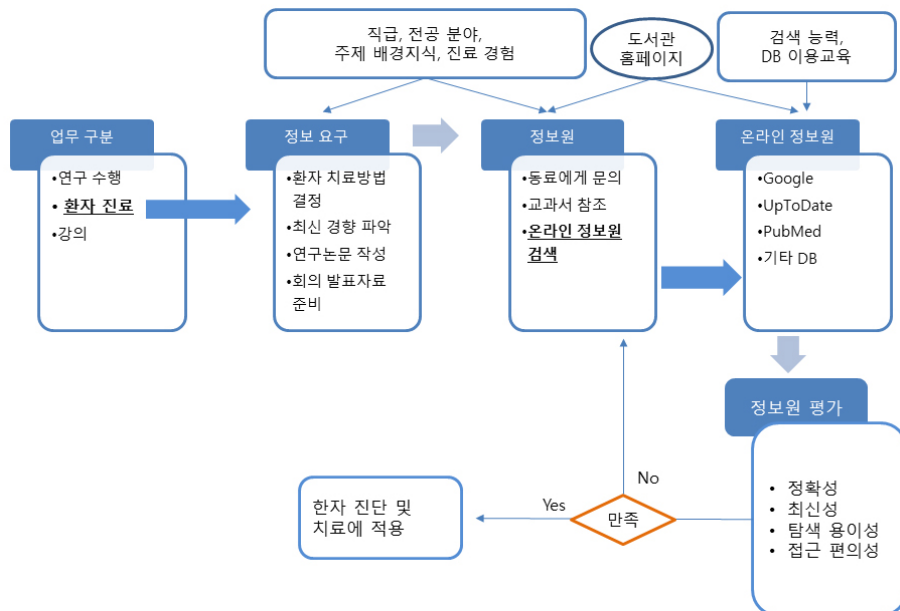 직급, 전공 분야,
주제 배경지식, 진료 경험
도서관
홈페이지
검색 능력,
DB 이용교육
업무 구분
•연구 수행
• 환자 진료
•강의
정보 요구
•환자 치료방법
결정
•최신 경향 파악
•연구논문 작성
•회의 발표자료
준비
정보원
•동료에게 문의
•교과서 참조
•온라인 정보원
검색
온라인 정보원
•Google
•UpToDate
•PubMed
•기타 DB
정보원 평가
• 정확성
• 최신성
• 탐색 용이성
• 접근 편의성
No
만족
Yes
한자 진단 및
치료에 적용